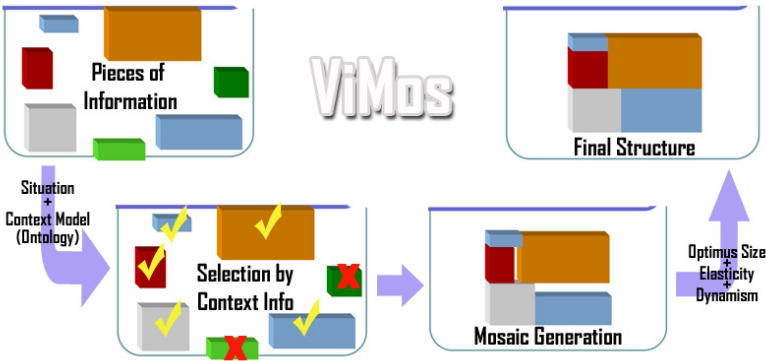 Pieces of
Information
ViMos
Final Structure
Situation
+
Context Model
(Ontology)
Selection by
Context Info
X
X
Mosaic Generation
Optimus Size
+
Elasticity
+
Dynamism